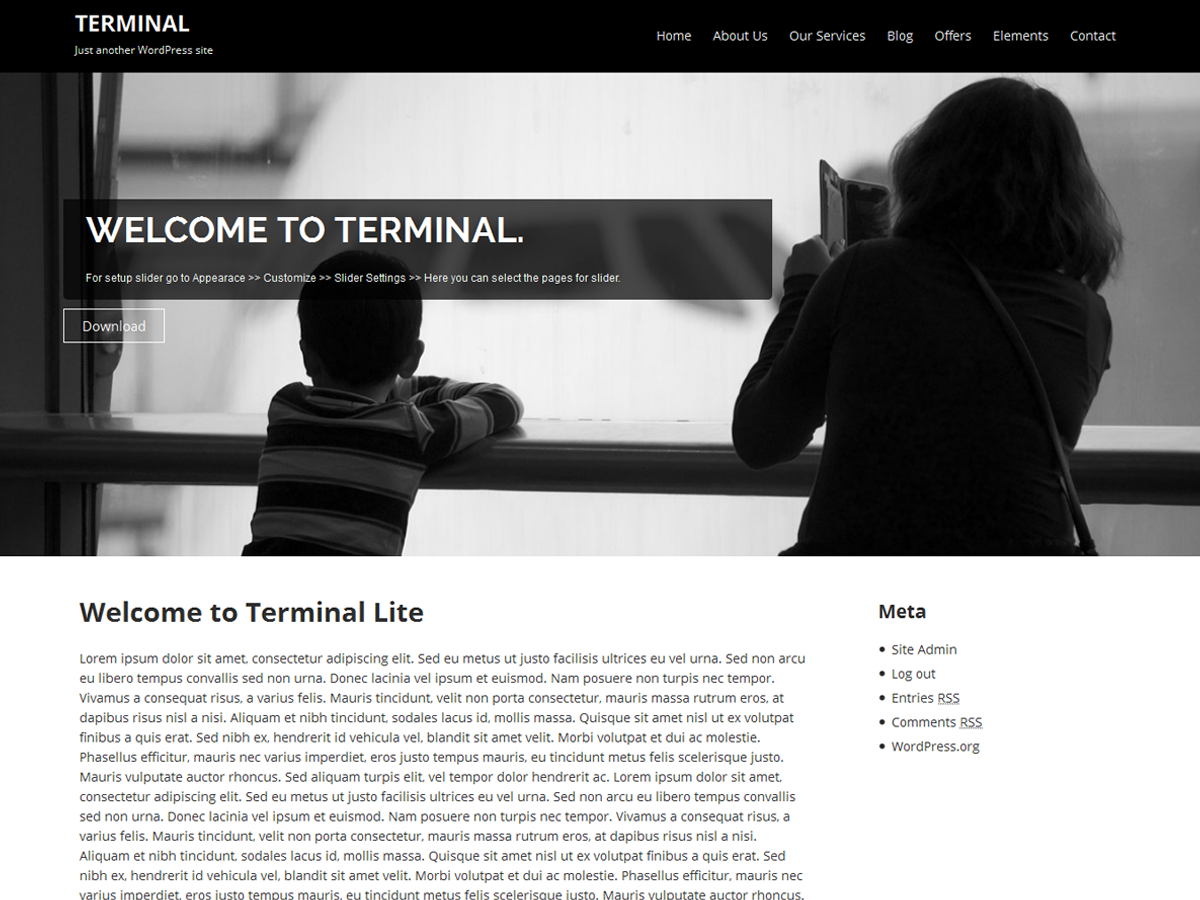 TERMINAL
Just another WordPress site
Home About Us Our Services Blog Offers Elements Contact
WELCOME TO TERMINAL.
For setup slider go to Appearace >> Customize >> Slider Settings >> Here you can select the pages for slider.
Download
Welcome to Terminal Lite
Lorem ipsum dolor sit amet, consectetur adipiscing elit. Sed eu metus ut justo facilisis ultrices eu vel urna. Sed non arcu
eu libero tempus convallis sed non urna. Donec lacinia vel ipsum et euismod. Nam posuere non turpis nec tempor.
Vivamus a consequat risus, a varius felis. Mauris tincidunt, velit non porta consectetur, mauris massa rutrum eros, at
dapibus risus nisl a nisi. Aliquam et nibh tincidunt, sodales lacus id, mollis massa. Quisque sit amet nisl ut ex volutpat
finibus a quis erat. Sed nibh ex, hendrerit id vehicula vel, blandit sit amet velit. Morbi volutpat et dui ac molestie.
Phasellus efficitur, mauris nec varius imperdiet, eros justo tempus mauris, eu tincidunt metus felis scelerisque justo.
Mauris vulputate auctor rhoncus. Sed aliquam turpis elit, vel tempor dolor hendrerit ac. Lorem ipsum dolor sit amet,
consectetur adipiscing elit. Sed eu metus ut justo facilisis ultrices eu vel urna. Sed non arcu eu libero tempus convallis
sed non urna. Donec lacinia vel ipsum et euismod. Nam posuere non turpis nec tempor. Vivamus a consequat risus, a
varius felis. Mauris tincidunt, velit non porta consectetur, mauris massa rutrum eros, at dapibus risus nisl a nisi.
Aliquam et nibh tincidunt, sodales lacus id, mollis massa. Quisque sit amet nisl ut ex volutpat finibus a quis erat. Sed
nibh ex, hendrerit id vehicula vel, blandit sit amet velit. Morbi volutpat et dui ac molestie. Phasellus efficitur, mauris nec
varius imperdiet, eros justo tempus mauris, eu tincidunt metus felis scelerisque justo. Mauris vulputate auctor rhoncus.
Meta
Site Admin
Log out
Entries RSS
Comments RSS
WordPress.org